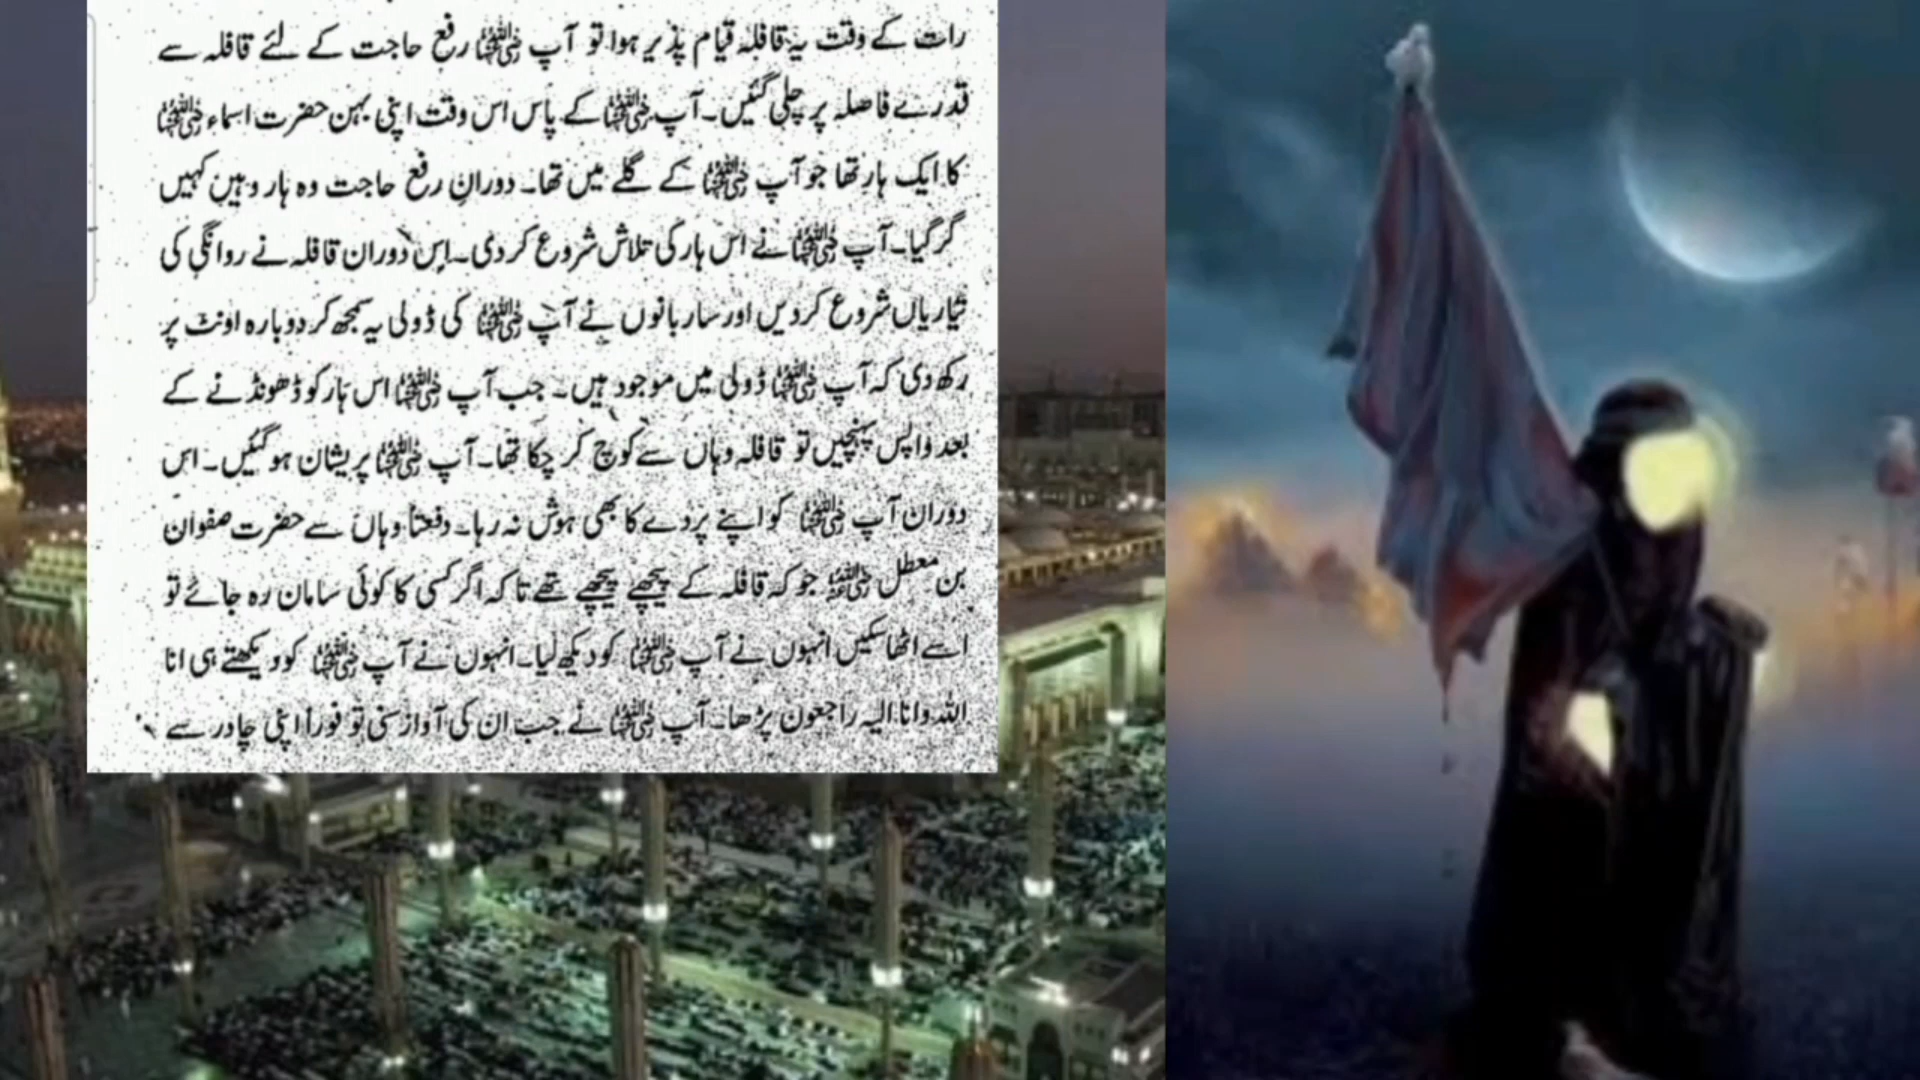 رات کے وقت یہ قافلہ قیام پذیر ہوا تو آپ رضی اللہ عنہا رفع حاجت کے لئے قافلہ سے
قدرے فاصلہ پر چلی گئیں۔ آپ رضی اللہ عنہا کے پاس اس وقت اپنی بہن حضرت اسماء رضی اللہ عنہا
کا ایک ہار تھا جو آپ رضی اللہ عنہا کے گلے میں تھا۔ دورانِ رفع حاجت وہ ہار وہیں کہیں
گر گیا۔ آپ رضی اللہ عنہا نے اس ہار کی تلاش شروع کر دی۔ اس دوران قافلہ نے روانگی کی
تیاریاں شروع کر دیں اور ساربانوں نے آپ رضی اللہ عنہا کی ڈولی یہ سمجھ کر دوبارہ اونٹ پر
رکھ دی کہ آپ رضی اللہ عنہا ڈولی میں موجود ہیں۔ جب آپ رضی اللہ عنہا اس ہار کو ڈھونڈنے کے
بعد واپس پہنچیں تو قافلہ وہاں سے کوچ کر چکا تھا۔ آپ رضی اللہ عنہا پریشان ہو گئیں۔ اس
دوران آپ رضی اللہ عنہا کو اپنے پردے کا بھی ہوش نہ رہا۔ دفعتاً وہاں سے حضرت صفوان
بن معطل رضی اللہ عنہ جو کہ قافلہ کے پیچھے پیچھے تھے تاکہ اگر کسی کا کوئی سامان رہ جائے تو
اسے اٹھا سکیں انہوں نے آپ رضی اللہ عنہا کو دیکھ لیا۔ انہوں نے آپ رضی اللہ عنہا کو دیکھتے ہی انا
للہ وانا الیہ راجعون پڑھا۔ آپ رضی اللہ عنہا نے جب ان کی آواز سنی تو فوراً اپنی چادر سے